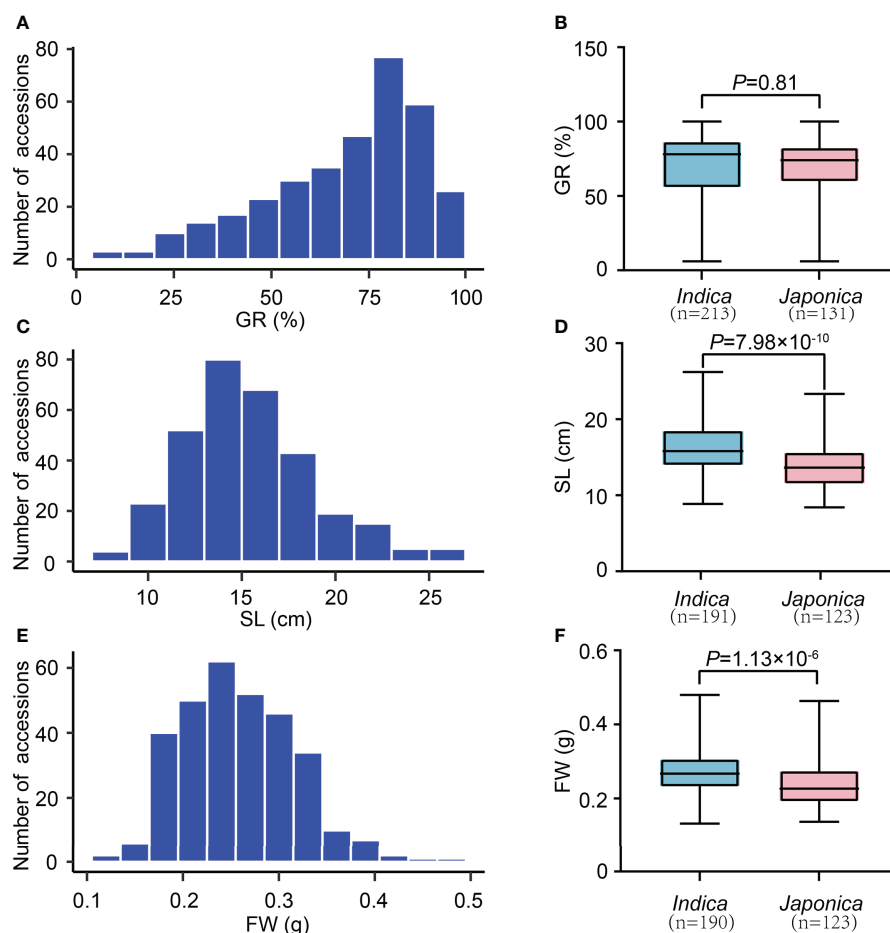 A
Number of accessions
80
60
40
20
0
0 25 50 75 100
GR (%)
B
GR (%)
150
100
50
0
P=0.81
Indica Japonica
(n=213) (n=131)
C
Number of accessions
80
60
40
20
0
10 15 20 25
SL (cm)
D
SL (cm)
30
20
10
0
P=7.98×10⁻¹⁰
Indica Japonica
(n=191) (n=123)
E
Number of accessions
60
40
20
0
0.1 0.2 0.3 0.4 0.5
FW (g)
F
FW (g)
0.6
0.4
0.2
0
P=1.13×10⁻⁶
Indica Japonica
(n=190) (n=123)